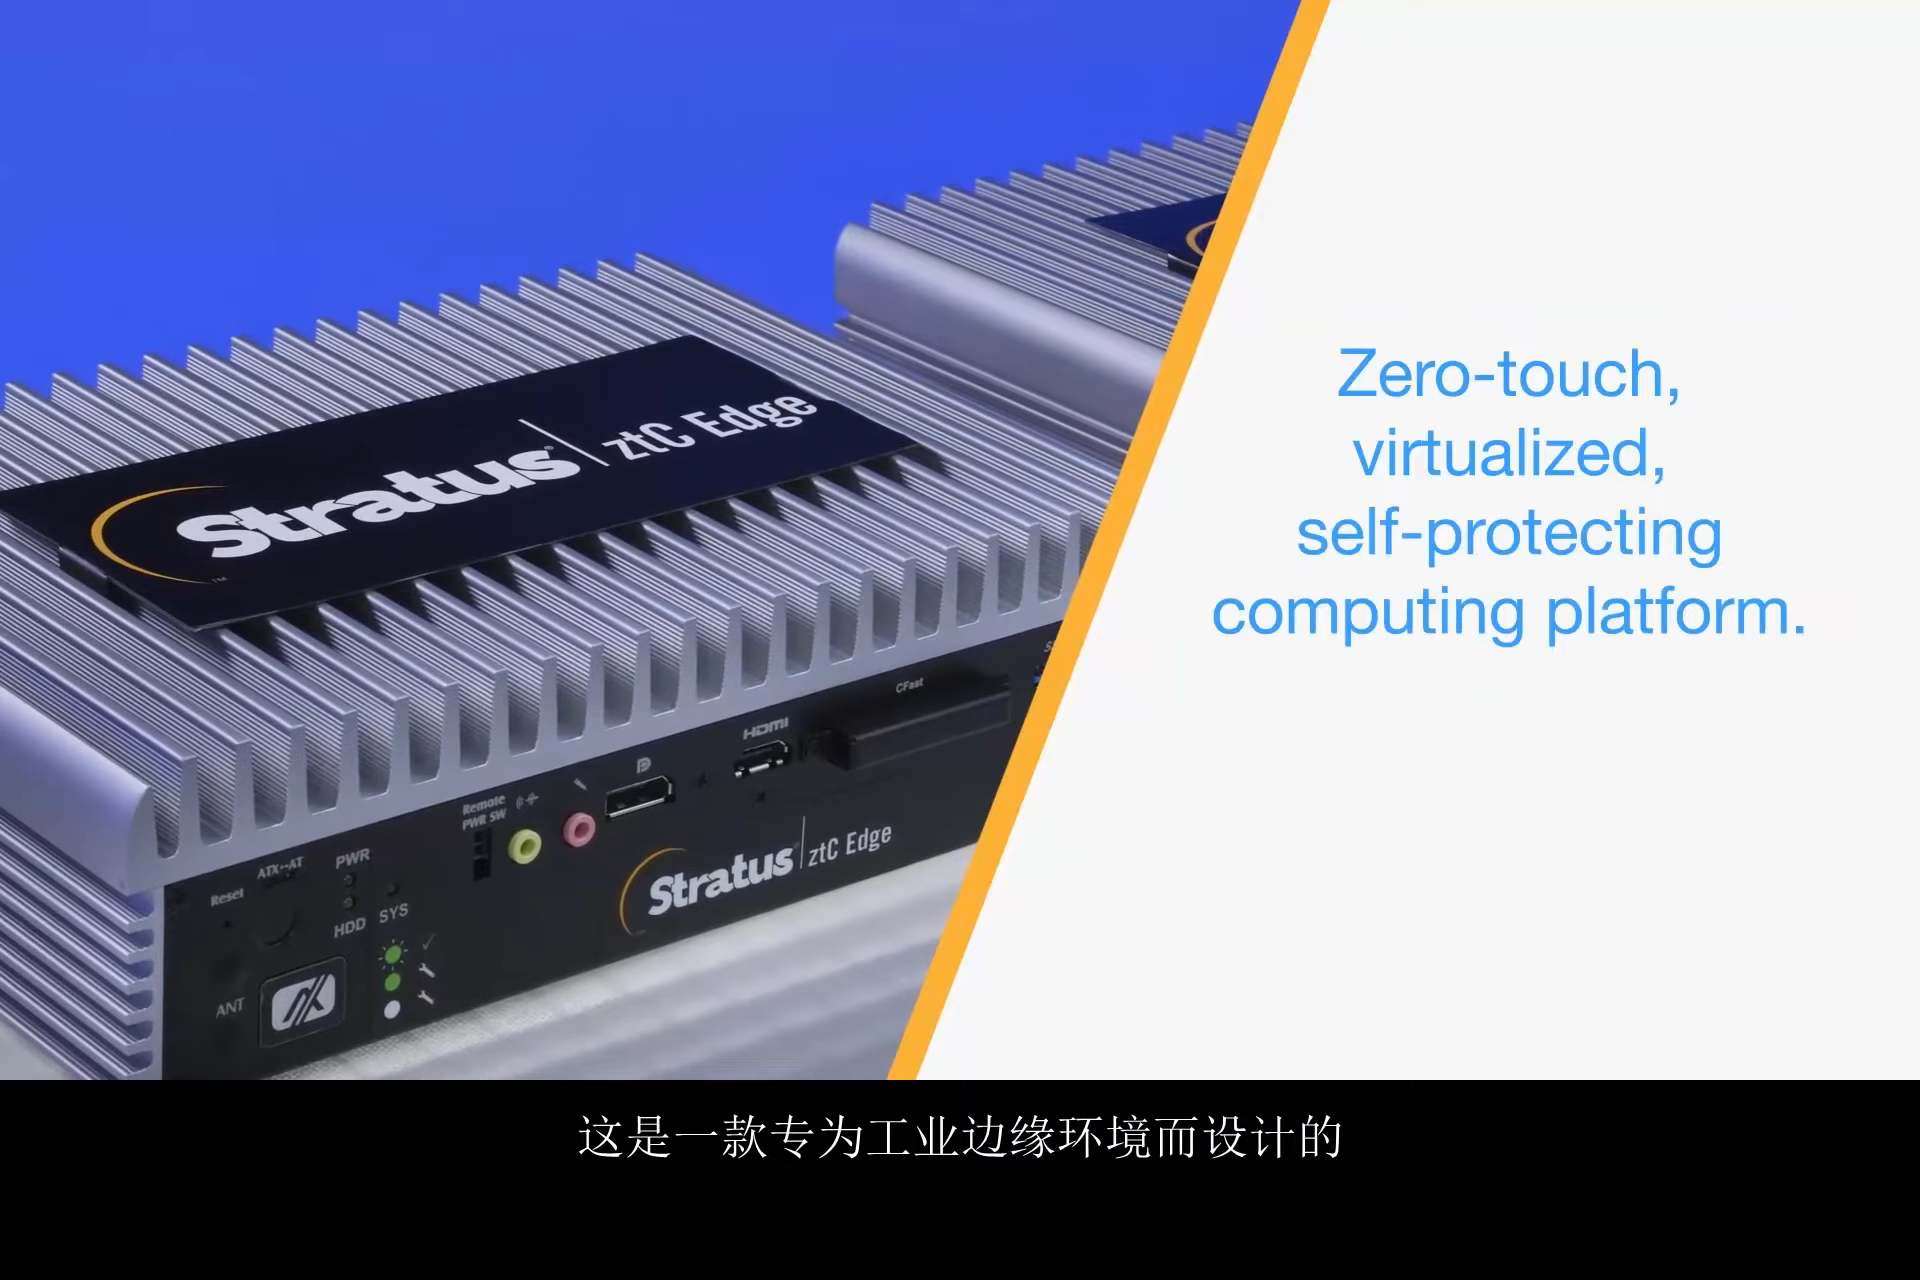 Stratus | ztC Edge
TM
Zero-touch,
virtualized,
self-protecting
computing platform.
CFast
HDMI
Remote
PWR SW
Stratus | ztC Edge
ATX--AT
PWR
Reset
SYS
HDD
ANT
这是一款专为工业边缘环境而设计的